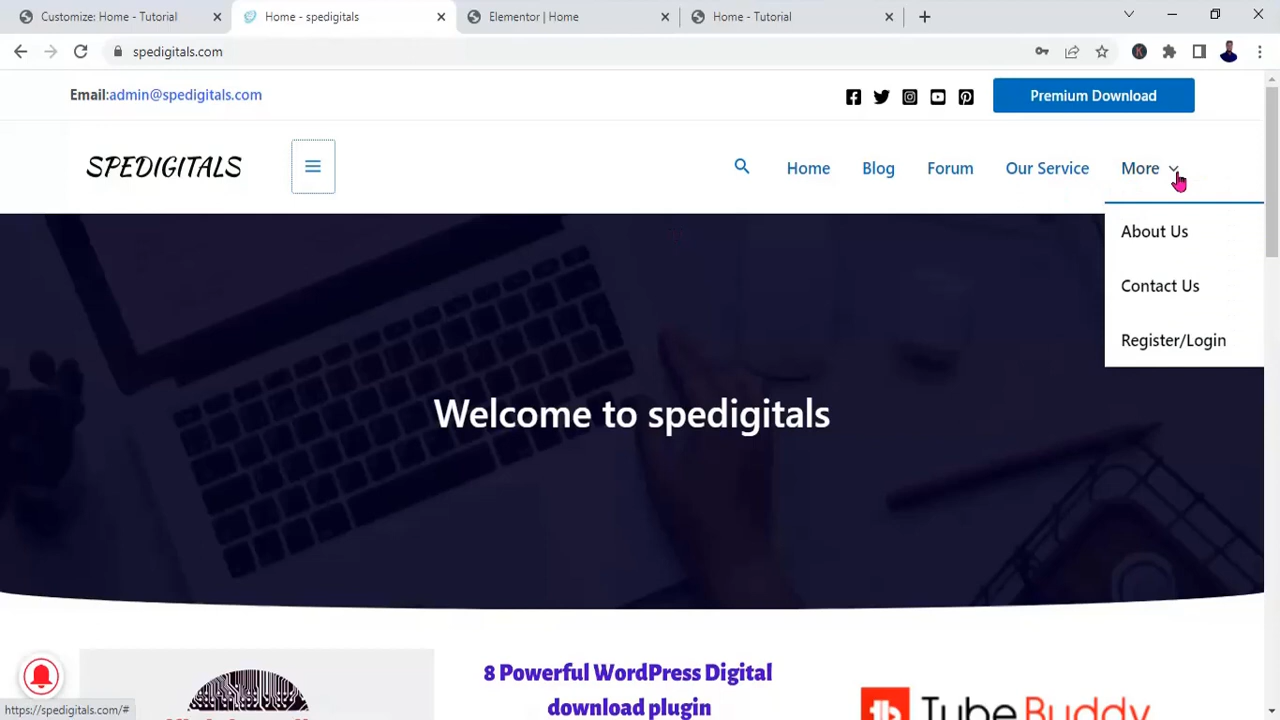 Customize: Home - Tutorial
Home - spedigitals
Elementor | Home
Home - Tutorial
spedigitals.com
K
Email:admin@spedigitals.com
Premium Download
SPEDIGITALS
Home
Blog
Forum
Our Service
More
About Us
Contact Us
Register/Login
Welcome to spedigitals
8 Powerful WordPress Digital
download plugin
TubeBuddy
https://spedigitals.com/#